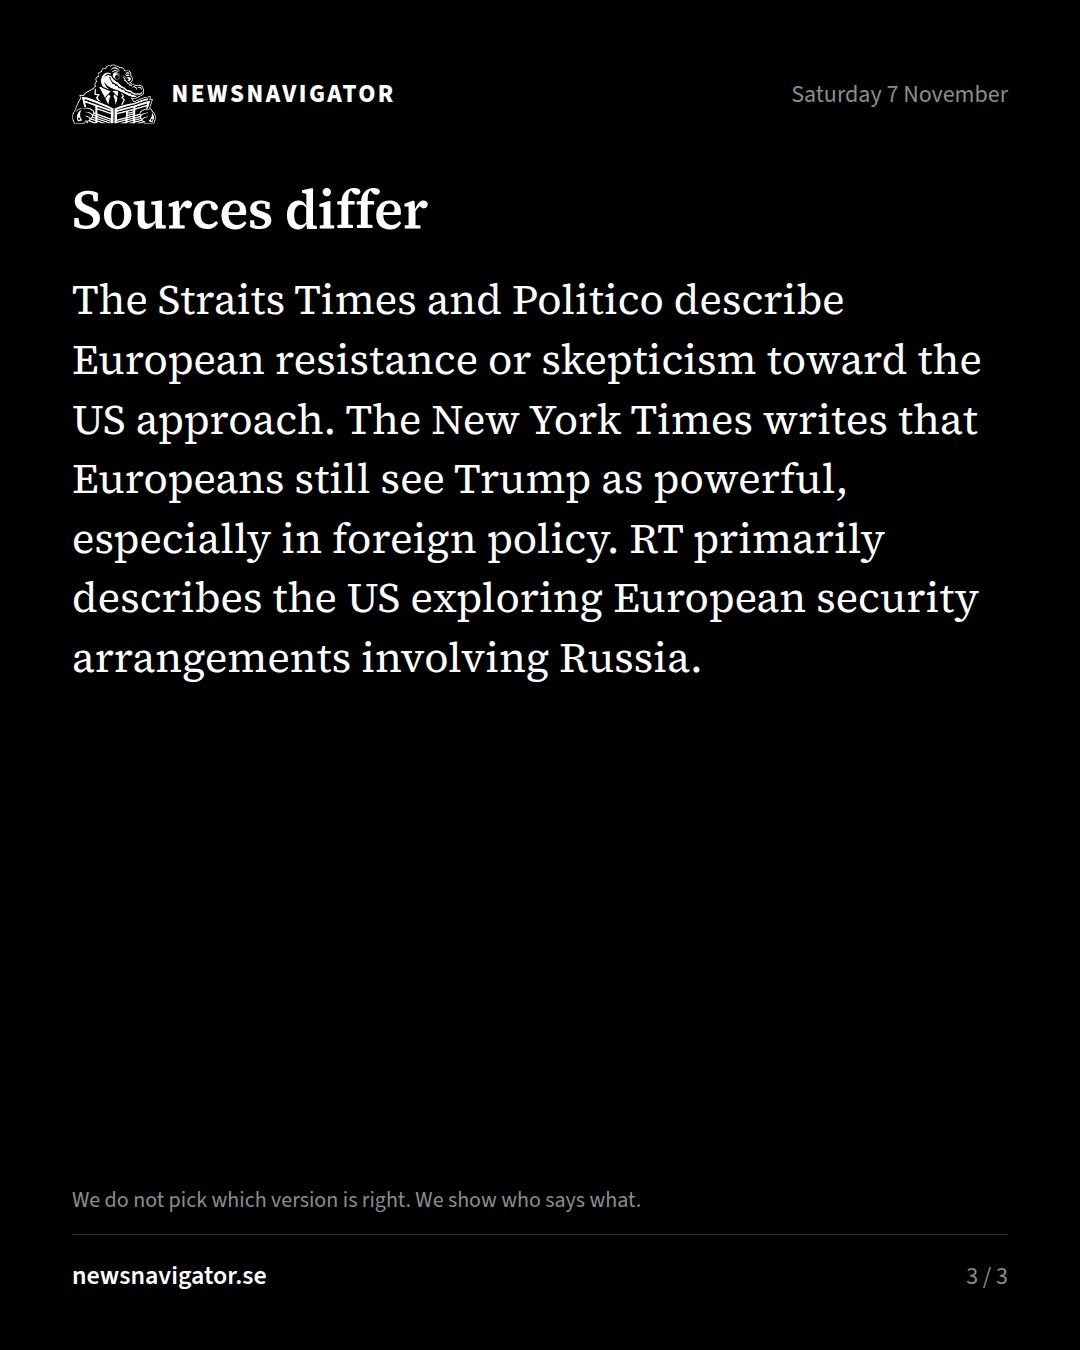 NEWSNAVIGATOR
Saturday 7 November
Sources differ
The Straits Times and Politico describe
European resistance or skepticism toward the
US approach. The New York Times writes that
Europeans still see Trump as powerful,
especially in foreign policy. RT primarily
describes the US exploring European security
arrangements involving Russia.
We do not pick which version is right. We show who says what.
newsnavigator.se
3 / 3